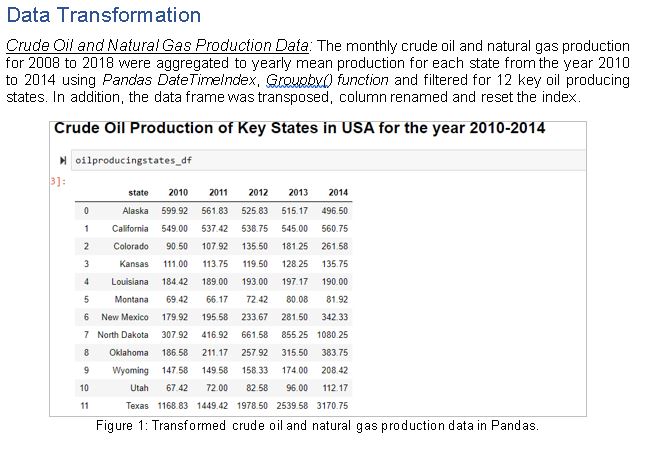 Data Transformation
Crude Oil and Natural Gas Production Data: The monthly crude oil and natural gas production
for 2008 to 2018 were aggregated to yearly mean production for each state from the year 2010
to 2014 using Pandas DateTimeIndex, Groupby() function and filtered for 12 key oil producing
states. In addition, the data frame was transposed, column renamed and reset the index.
Crude Oil Production of Key States in USA for the year 2010-2014
oilproducingstates_df
3]:
state 2010 2011 2012 2013 2014
0 Alaska 599.92 561.83 525.83 515.17 496.50
1 California 549.00 537.42 538.75 545.00 560.75
2 Colorado 90.50 107.92 135.50 181.25 261.58
3 Kansas 111.00 113.75 119.50 128.25 135.75
4 Louisiana 184.42 189.00 193.00 197.17 190.00
5 Montana 69.42 66.17 72.42 80.08 81.92
6 New Mexico 179.92 195.58 233.67 281.50 342.33
7 North Dakota 307.92 416.92 661.58 855.25 1080.25
8 Oklahoma 186.58 211.17 257.92 315.50 383.75
9 Wyoming 147.58 149.58 158.33 174.00 208.42
10 Utah 67.42 72.00 82.58 96.00 112.17
11 Texas 1168.83 1449.42 1978.50 2539.58 3170.75
Figure 1: Transformed crude oil and natural gas production data in Pandas.